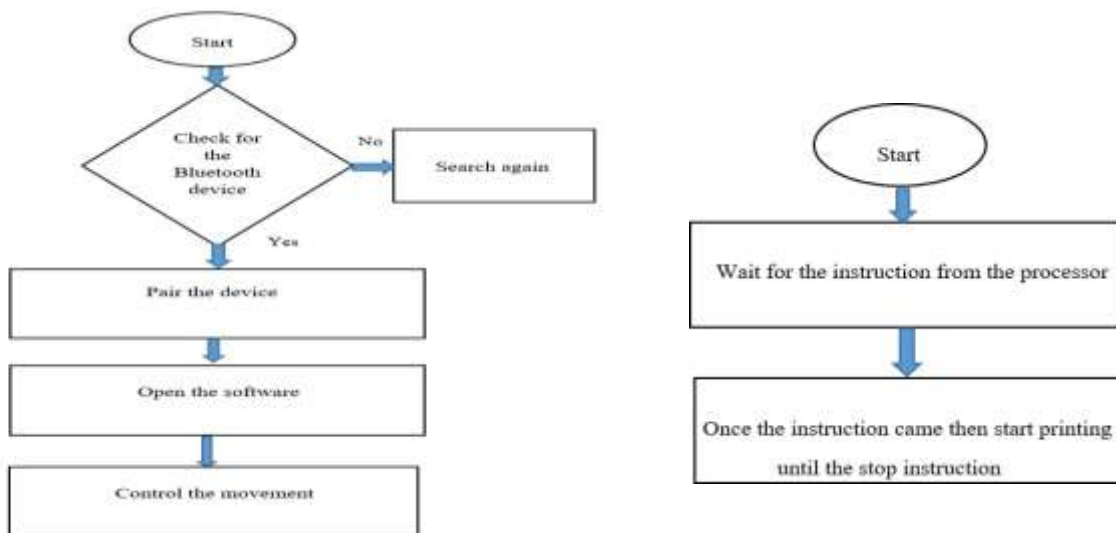 Start
Check for
the
Bluetooth
device
No
Search again
Yes
Pair the device
Open the software
Control the movement
Start
Wait for the instruction from the processor
Once the instruction came then start printing
until the stop instruction